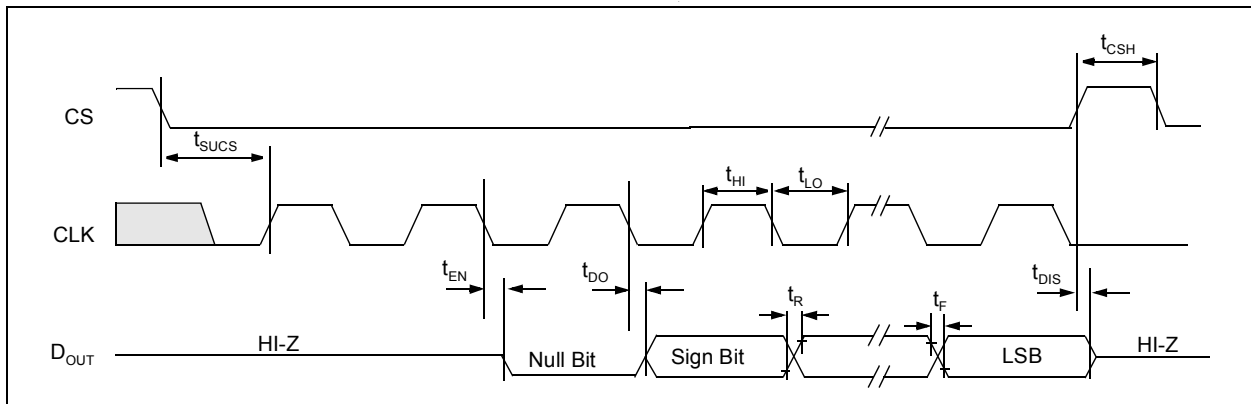 t_CSH
CS
t_SUCS
t_HI
t_LO
CLK
t_EN
t_DO
t_R
t_F
t_DIS
D_OUT
HI-Z
Null Bit
Sign Bit
LSB
HI-Z